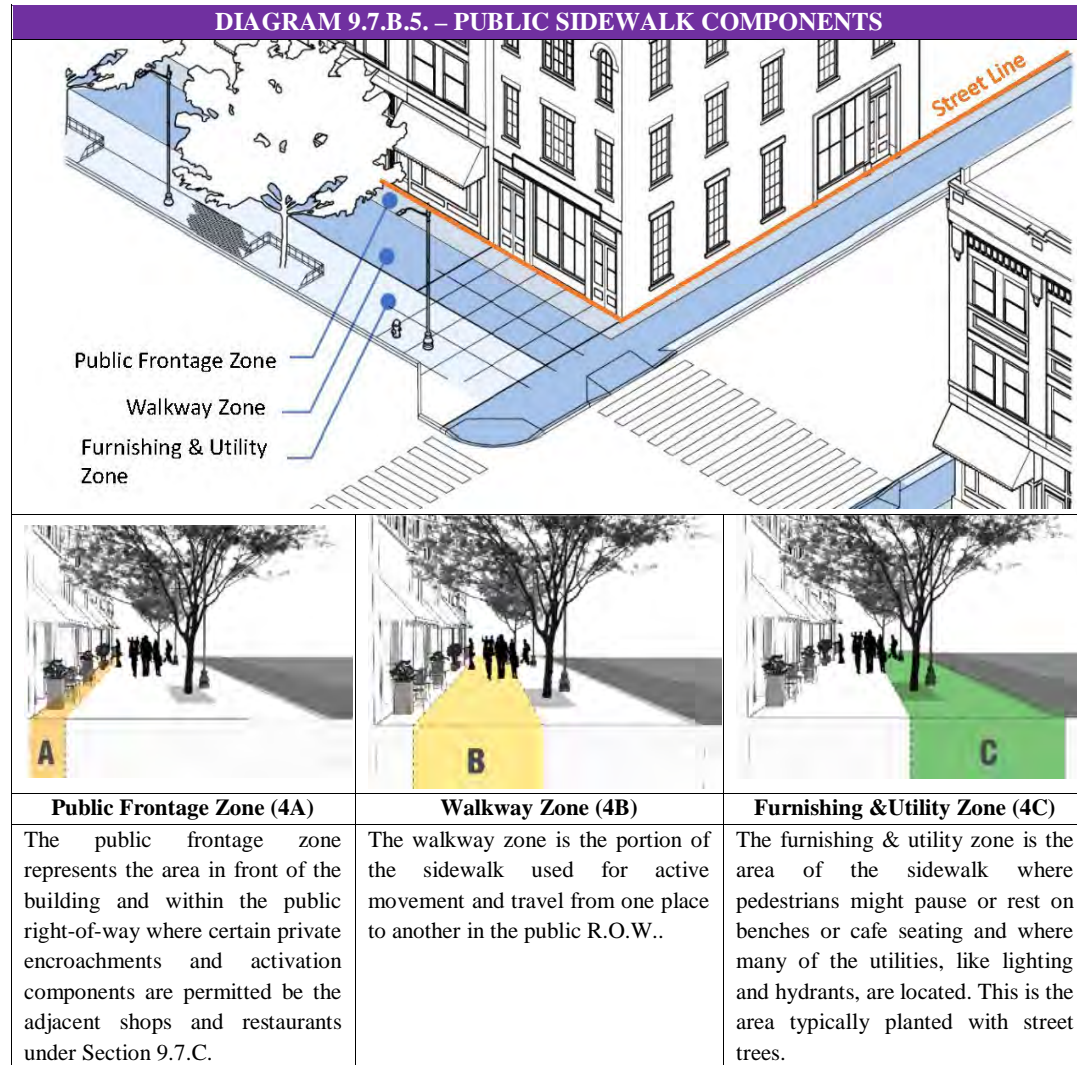 DIAGRAM 9.7.B.5. – PUBLIC SIDEWALK COMPONENTS
Street Line
Public Frontage Zone
Walkway Zone
Furnishing & Utility
Zone
A
B
C
Public Frontage Zone (4A)
The public frontage zone
represents the area in front of the
building and within the public
right-of-way where certain private
encroachments and activation
components are permitted be the
adjacent shops and restaurants
under Section 9.7.C.
Walkway Zone (4B)
The walkway zone is the portion of
the sidewalk used for active
movement and travel from one place
to another in the public R.O.W..
Furnishing &Utility Zone (4C)
The furnishing & utility zone is the
area of the sidewalk where
pedestrians might pause or rest on
benches or cafe seating and where
many of the utilities, like lighting
and hydrants, are located. This is the
area typically planted with street
trees.